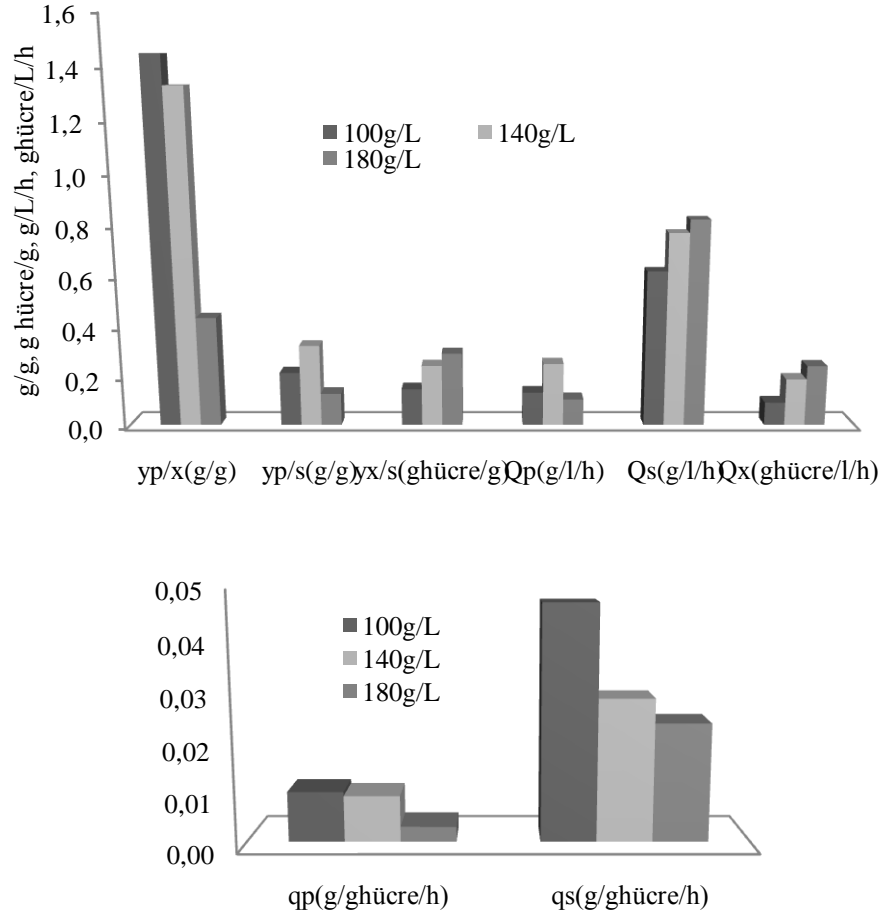 g/g, g hücre/g, g/L/h, ghücre/L/h
1,6
1,4
1,2
1,0
0,8
0,6
0,4
0,2
0,0
100g/L 140g/L
180g/L
yp/x(g/g) yp/s(g/g) yx/s(ghücre/g) Qp(g/l/h) Qs(g/l/h) Qx(ghücre/l/h)
0,05
0,04
0,03
0,02
0,01
0,00
100g/L
140g/L
180g/L
qp(g/ghücre/h) qs(g/ghücre/h)